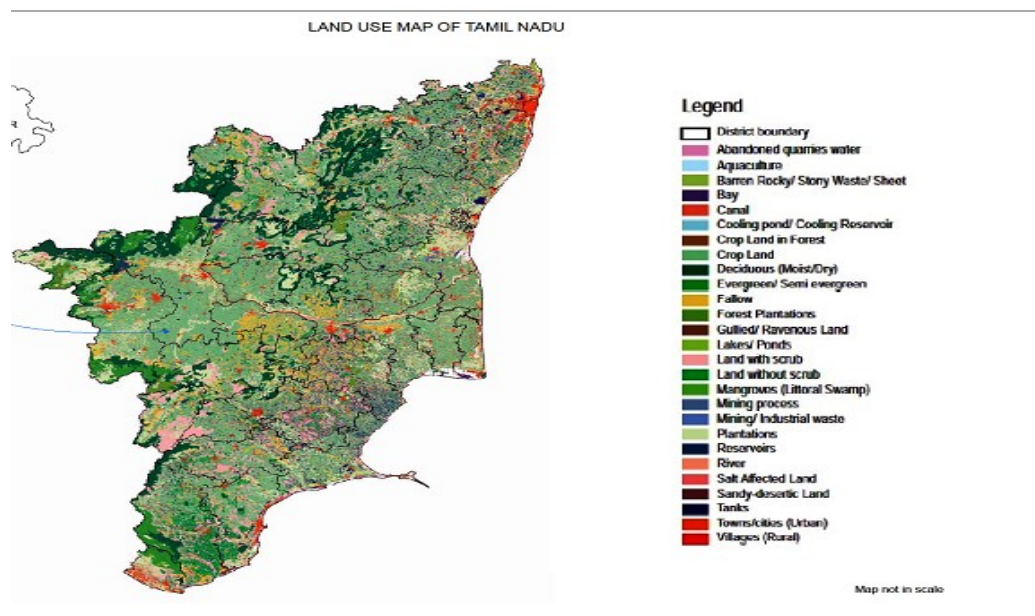 LAND USE MAP OF TAMIL NADU
Legend
District boundary
Abandoned quarries water
Aquaculture
Barren Rocky/ Stony Waste/ Sheet
Bay
Canal
Cooling pond/ Cooling Reservoir
Crop Land in Forest
Crop Land
Deciduous (Moist/Dry)
Evergreen/ Semi evergreen
Fallow
Forest Plantations
Gullied/ Ravenous Land
Lakes/ Ponds
Land with scrub
Land without scrub
Mangroves (Littoral Swamp)
Mining process
Mining/ Industrial waste
Plantations
Reservoirs
River
Salt Affected Land
Sandy-desertic Land
Tanks
Towns/cities (Urban)
Villages (Rural)
Map not in scale